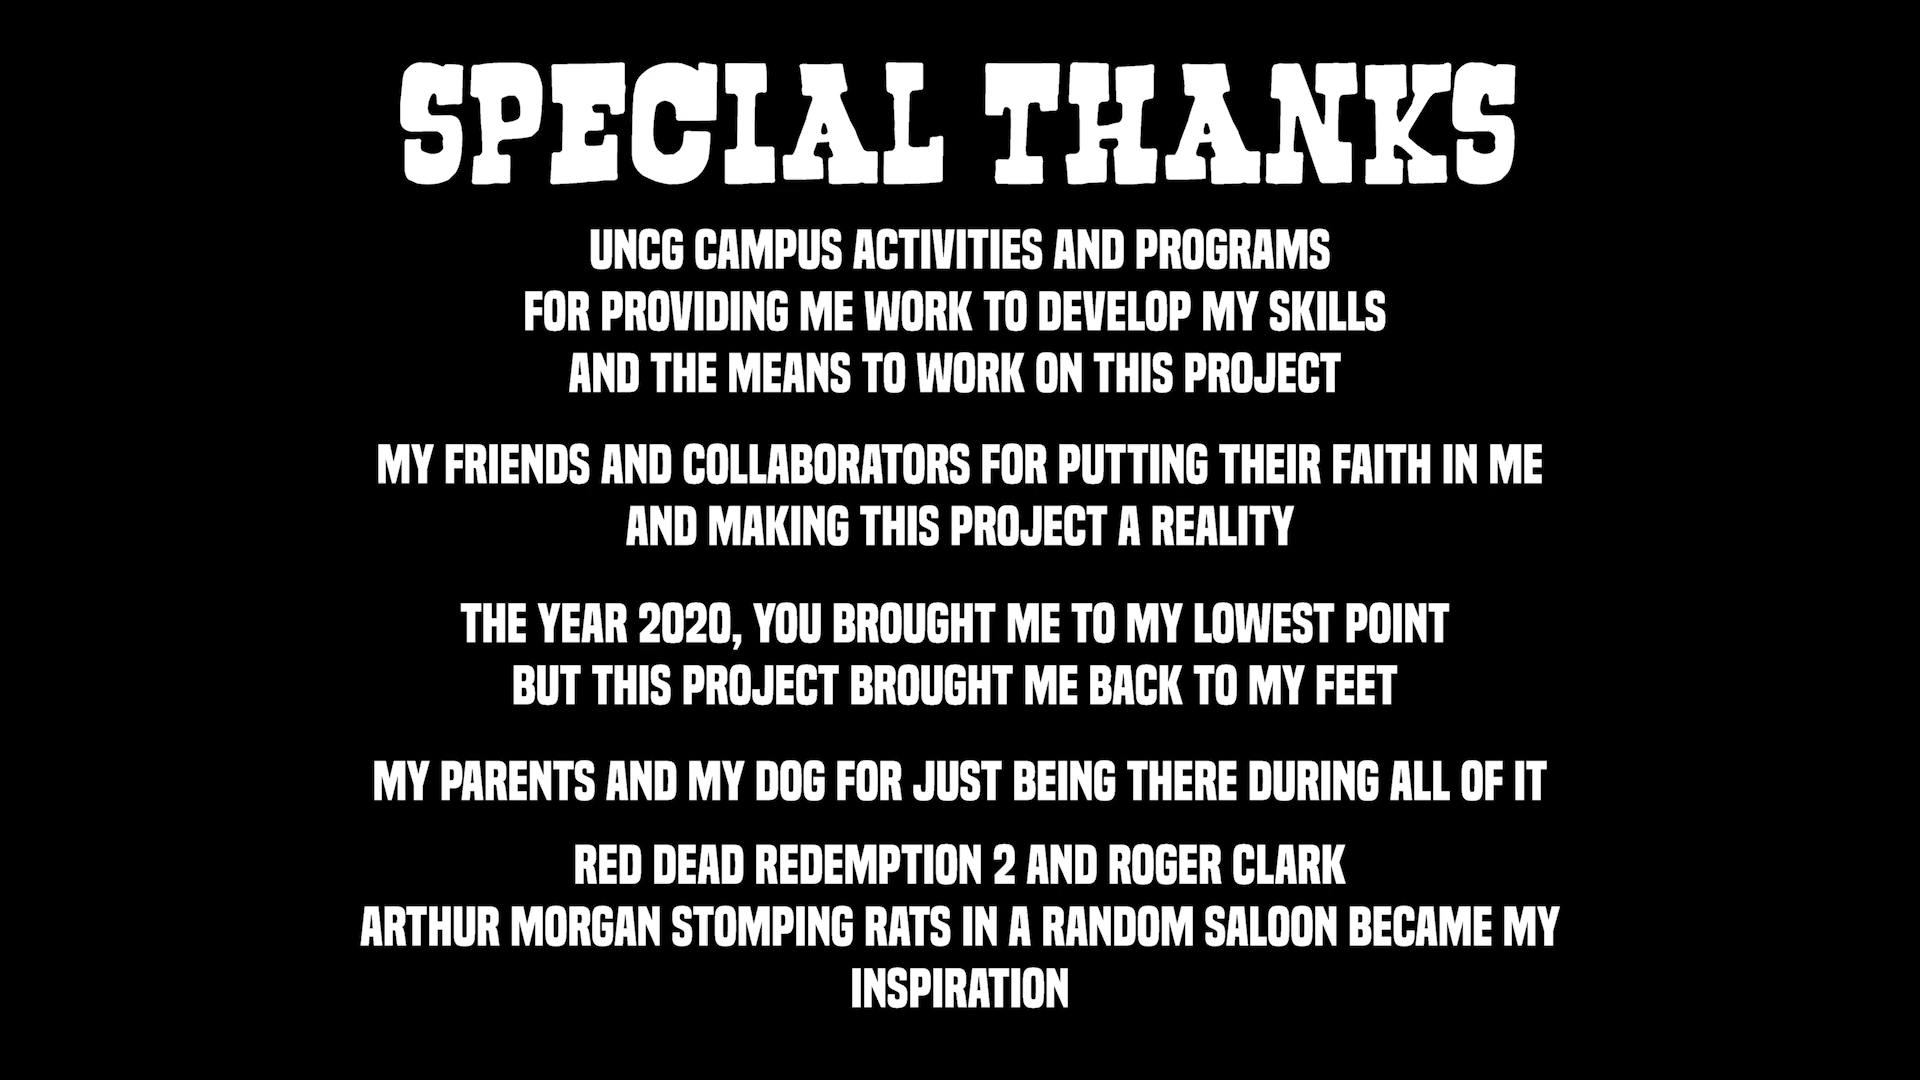 SPECIAL THANKS
UNCG CAMPUS ACTIVITIES AND PROGRAMS
FOR PROVIDING ME WORK TO DEVELOP MY SKILLS
AND THE MEANS TO WORK ON THIS PROJECT
MY FRIENDS AND COLLABORATORS FOR PUTTING THEIR FAITH IN ME
AND MAKING THIS PROJECT A REALITY
THE YEAR 2020, YOU BROUGHT ME TO MY LOWEST POINT
BUT THIS PROJECT BROUGHT ME BACK TO MY FEET
MY PARENTS AND MY DOG FOR JUST BEING THERE DURING ALL OF IT
RED DEAD REDEMPTION 2 AND ROGER CLARK
ARTHUR MORGAN STOMPING RATS IN A RANDOM SALOON BECAME MY
INSPIRATION